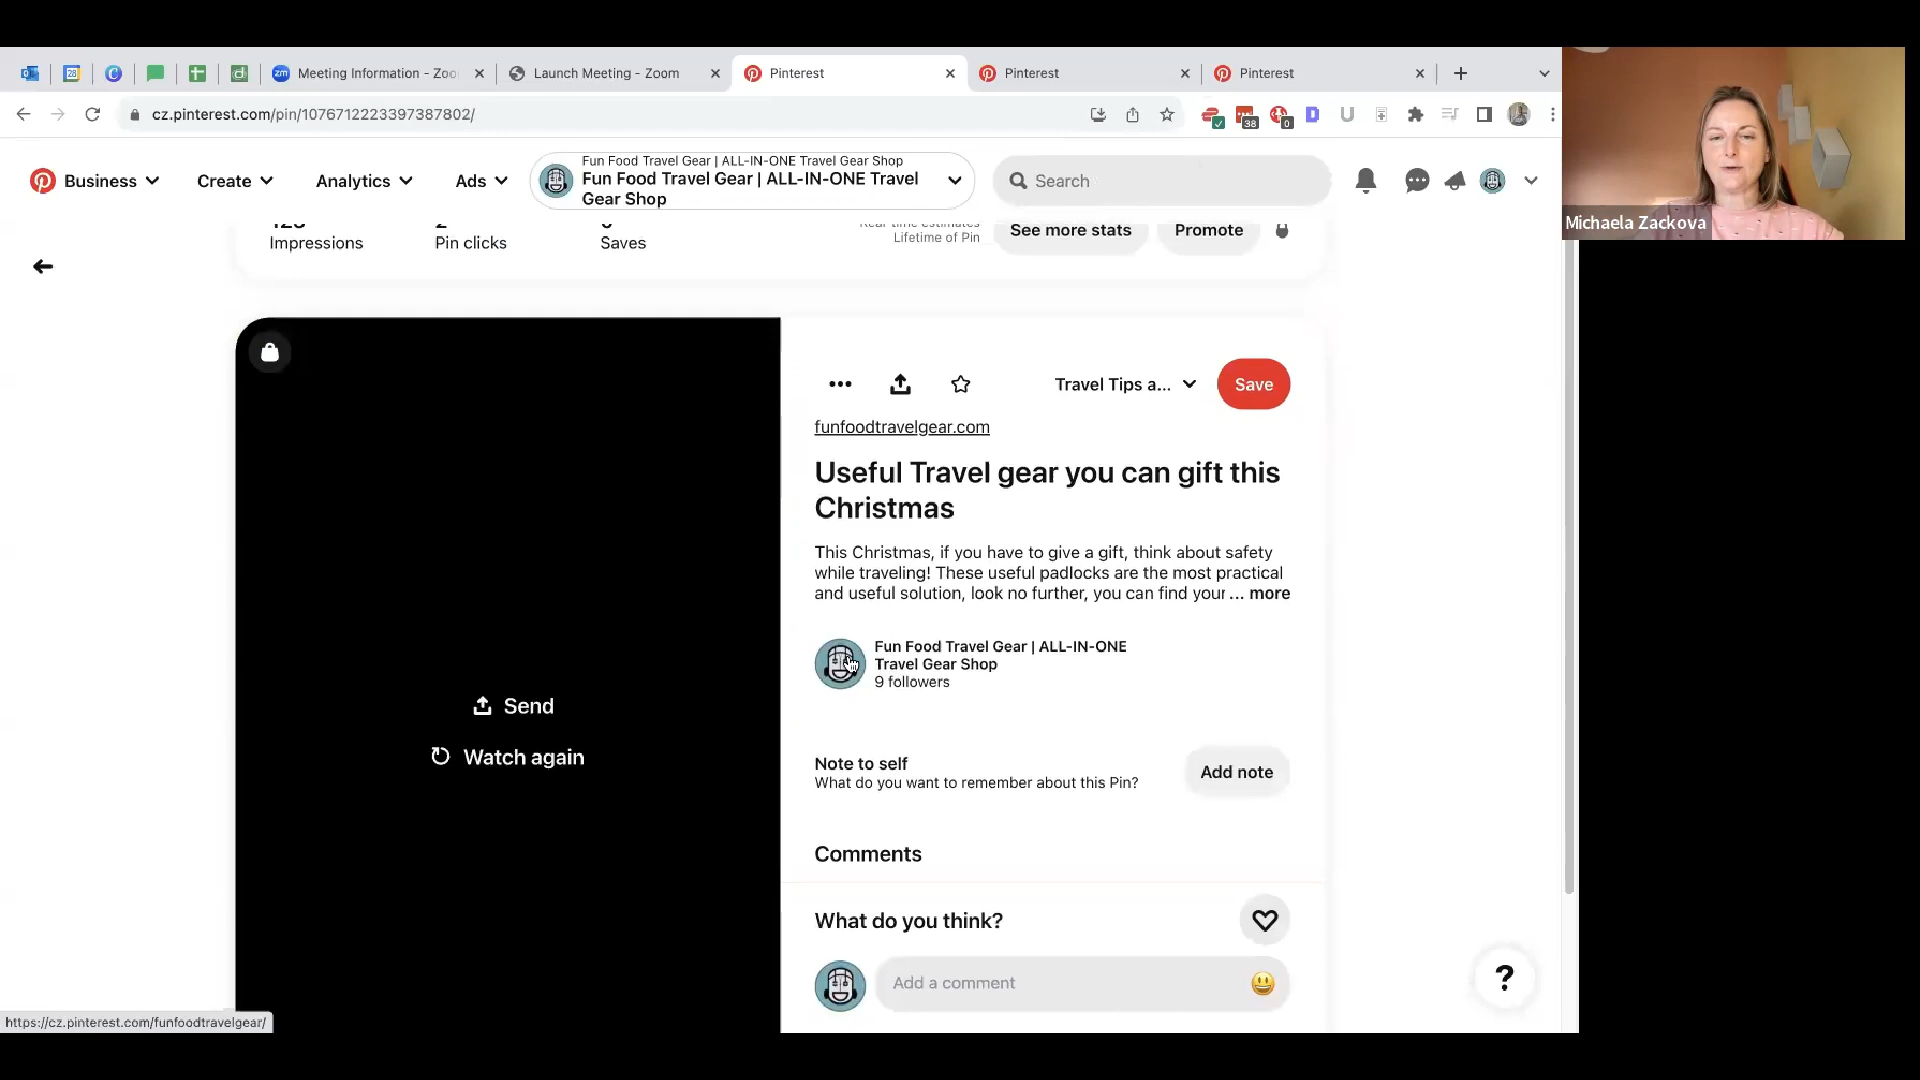 Meeting Information - Zoo
Launch Meeting - Zoom
Pinterest
Pinterest
Pinterest
cz.pinterest.com/pin/1076712223397387802/
38
0
Business
Create
Analytics
Ads
Fun Food Travel Gear | ALL-IN-ONE Travel Gear Shop
Fun Food Travel Gear | ALL-IN-ONE Travel
Gear Shop
Search
Michaela Zackova
Impressions
Pin clicks
Saves
Real-time estimates
Lifetime of Pin
See more stats
Promote
Travel Tips a...
Save
funfoodtravelgear.com
Useful Travel gear you can gift this
Christmas
This Christmas, if you have to give a gift, think about safety
while traveling! These useful padlocks are the most practical
and useful solution, look no further, you can find your ... more
Fun Food Travel Gear | ALL-IN-ONE
Travel Gear Shop
9 followers
Send
Watch again
Note to self
What do you want to remember about this Pin?
Add note
Comments
What do you think?
Add a comment
?
https://cz.pinterest.com/funfoodtravelgear/